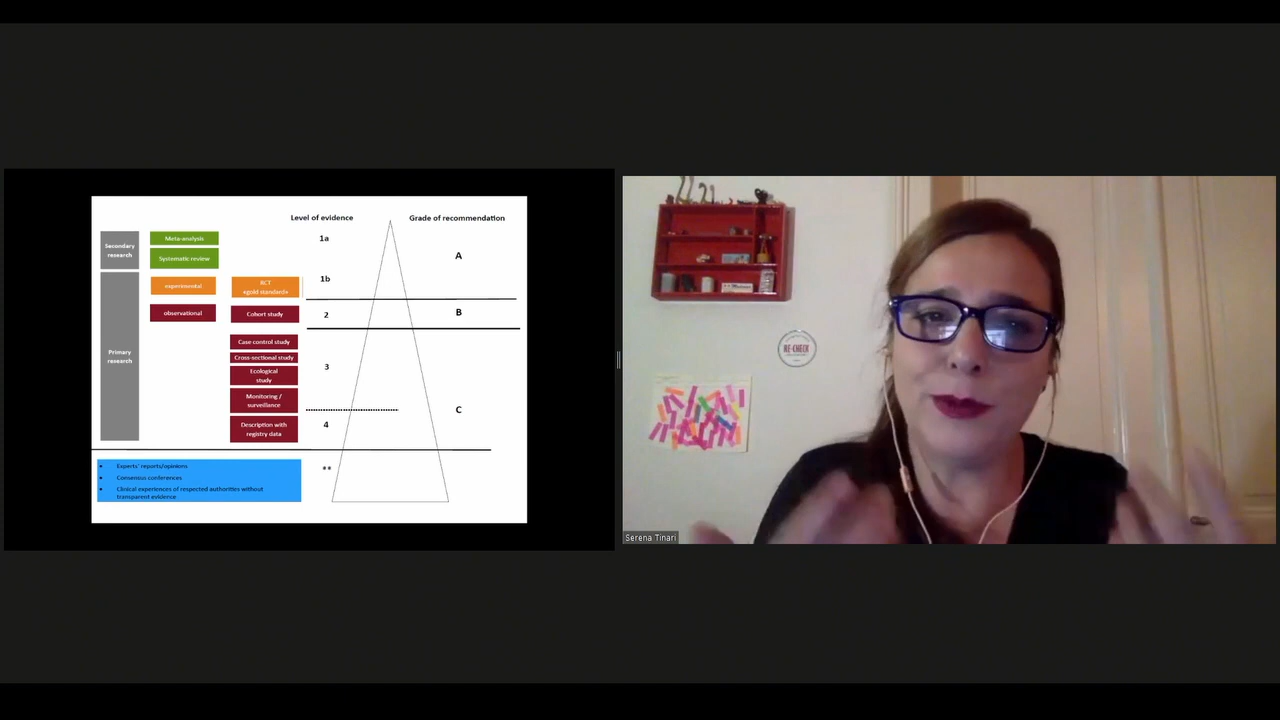 Level of evidence
Grade of recommendation
Secondary
research
Meta-analysis
Systematic review
1a
A
Primary
research
experimental
RCT
«gold standard»
1b
observational
Cohort study
2
B
Case control study
Cross-sectional study
Ecological
study
3
Monitoring /
surveillance
C
Description with
registry data
4
• Experts' reports/opinions
• Consensus conferences
• Clinical experiences of respected authorities without
transparent evidence
**
RE-CHECK
Serena Tinari